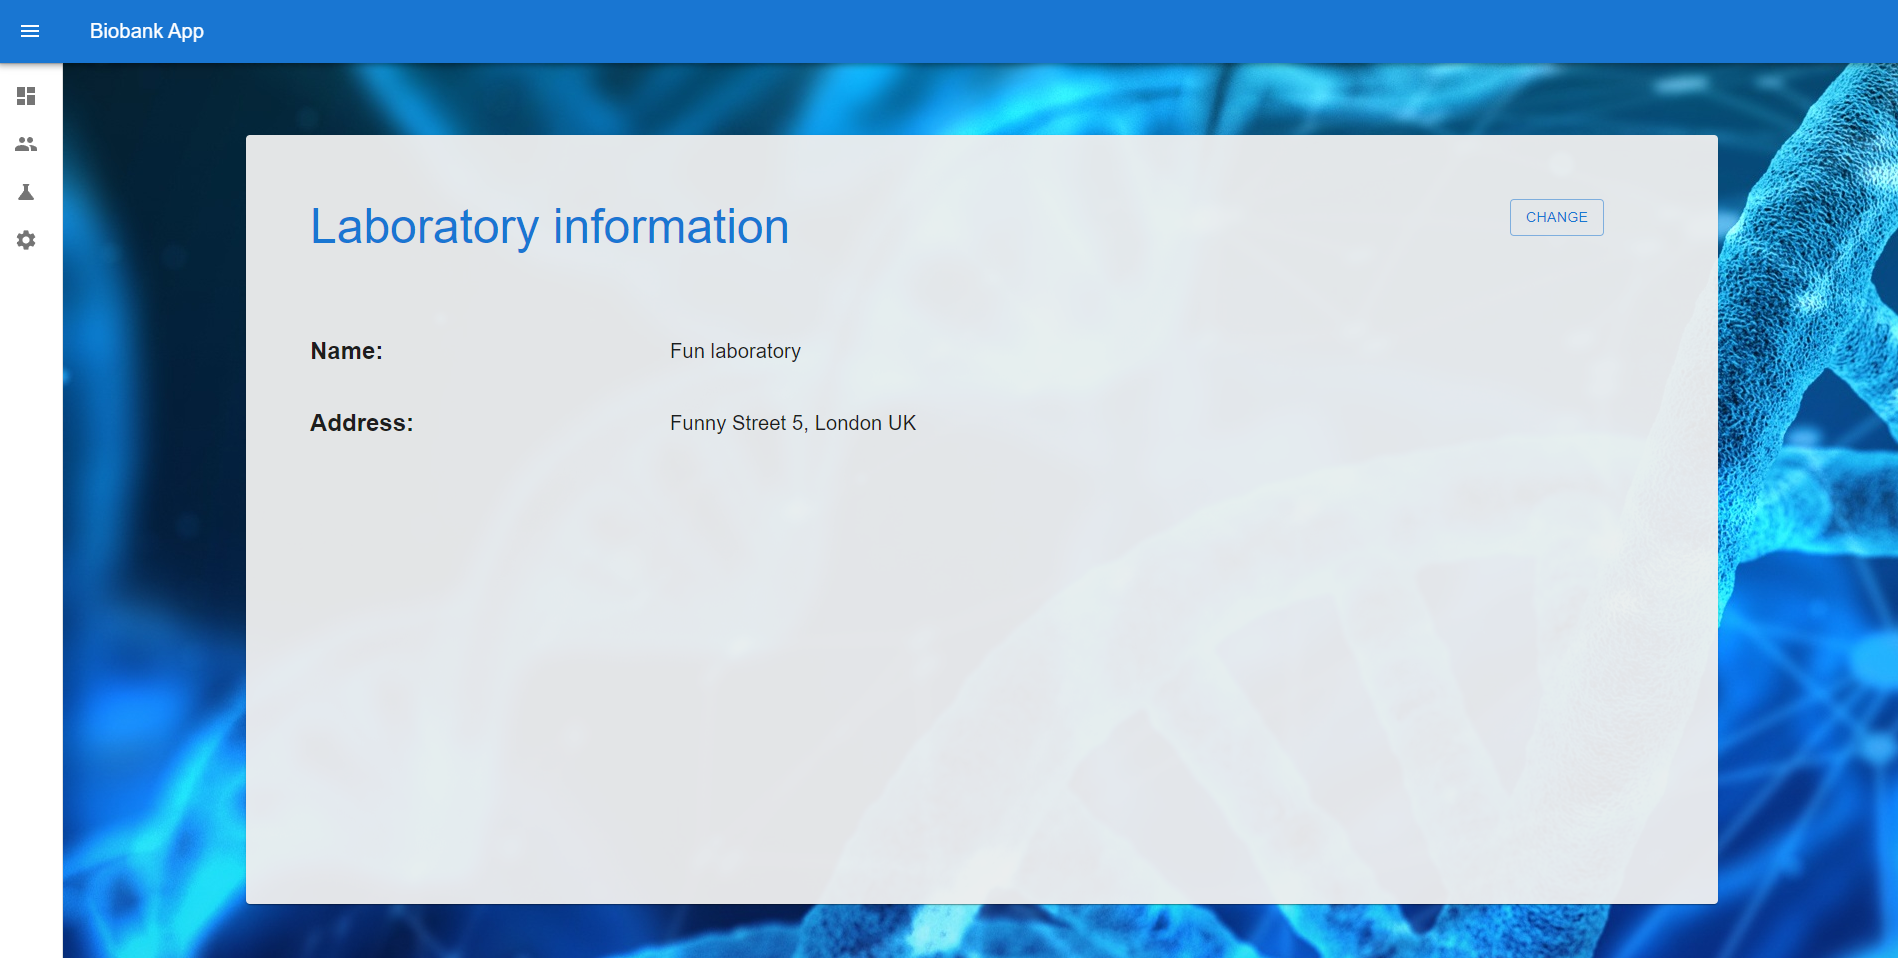 Biobank App
Laboratory information
CHANGE
Name: Fun laboratory
Address: Funny Street 5, London UK